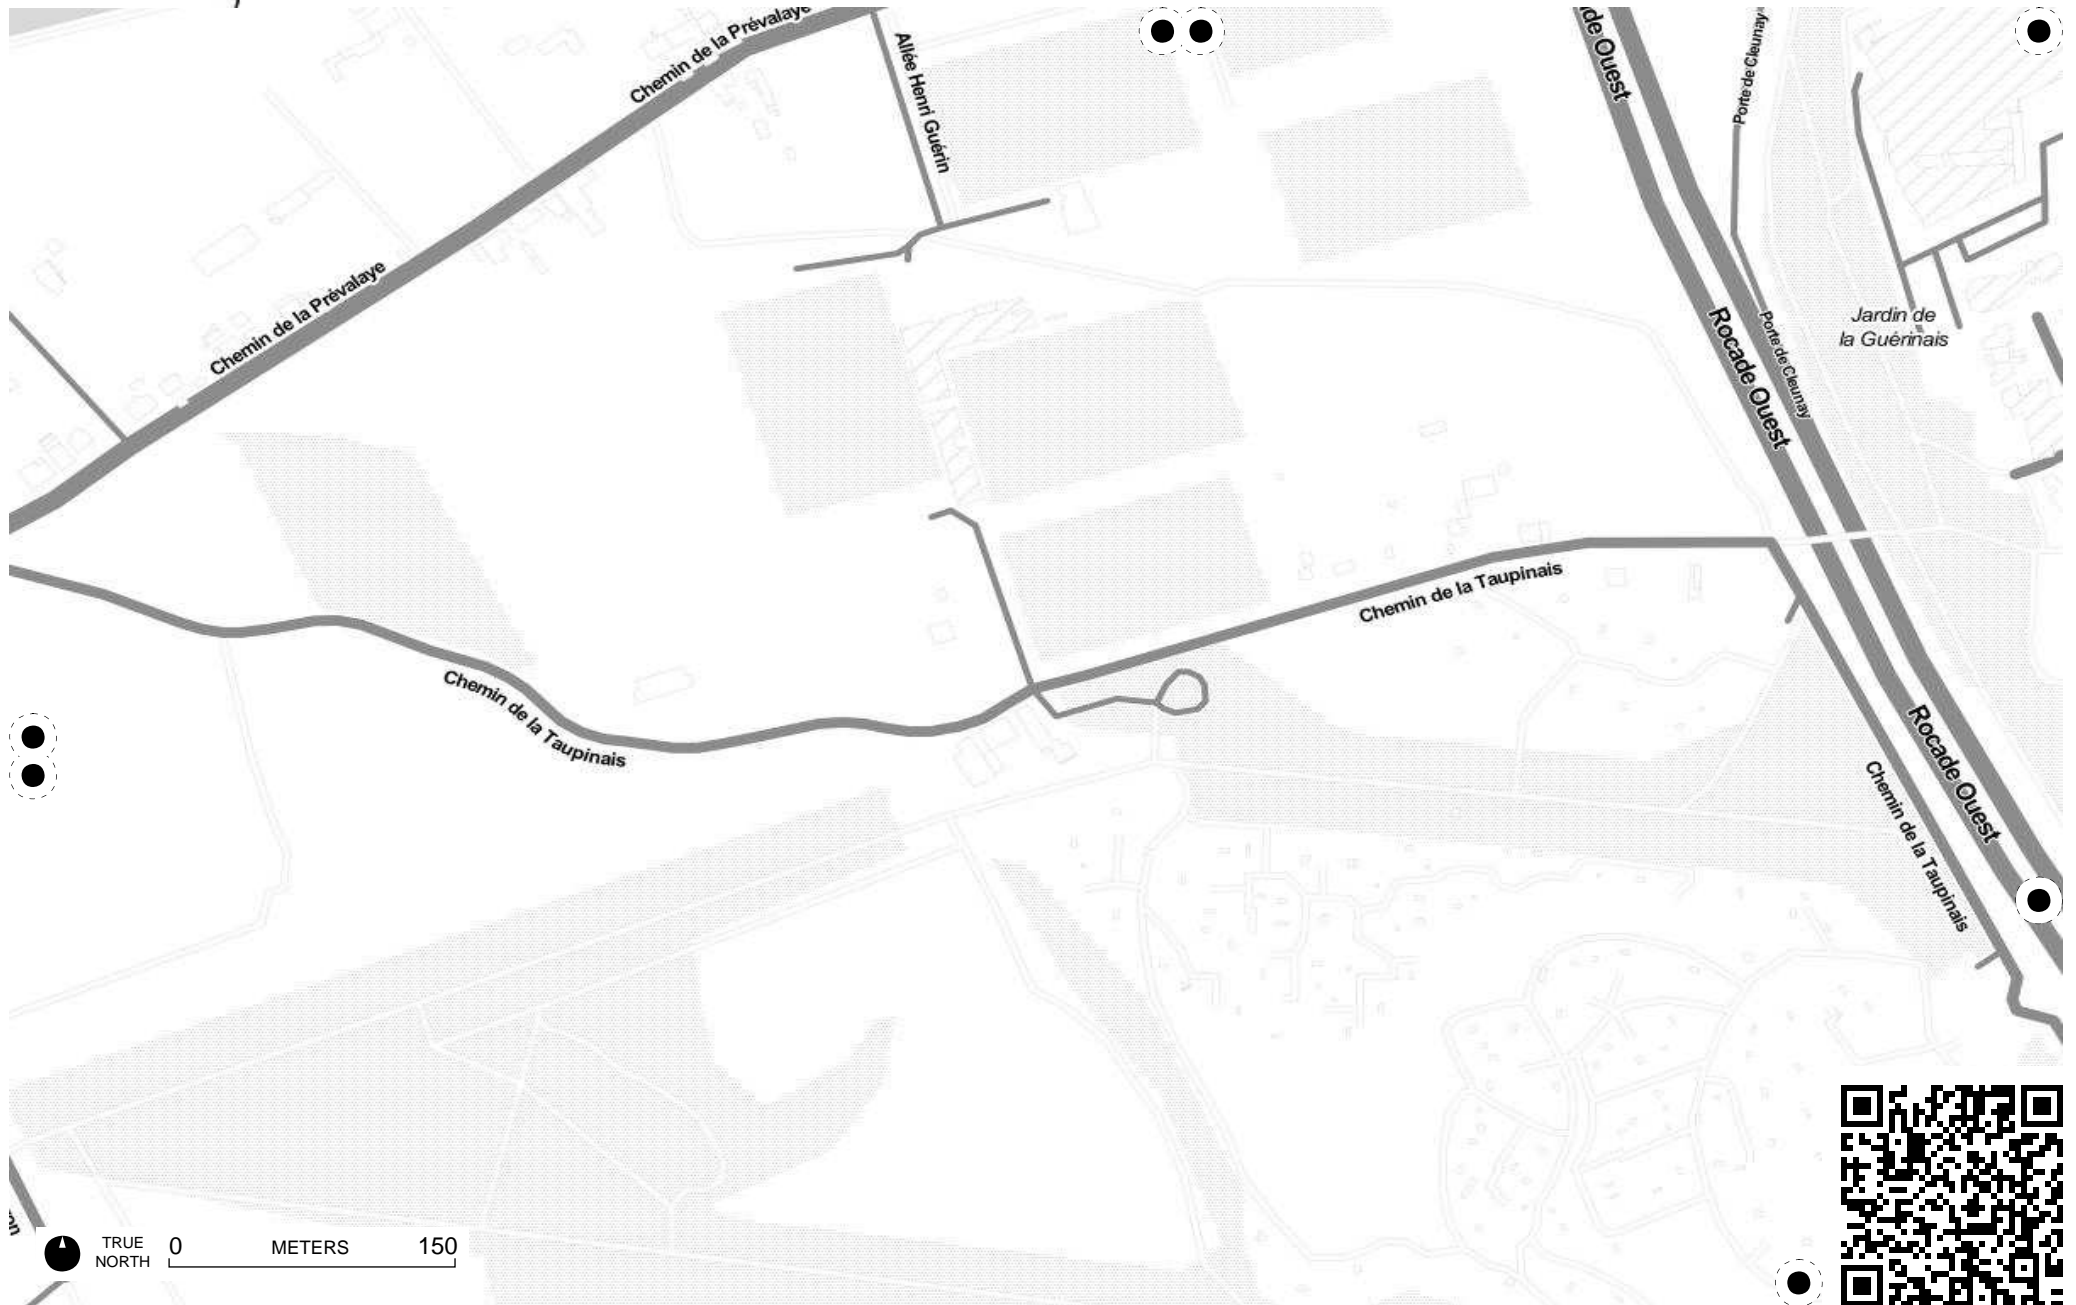 Chemin de la Prévalaye
Allée Henri Guérin
de Ouest
Porte de Cleunay
Chemin de la Prévalaye
Rocade Ouest
Porte de Cleunay
Jardin de
la Guérinais
Chemin de la Taupinais
Chemin de la Taupinais
Rocade Ouest
Chemin de la Taupinais
en
TRUE
NORTH
0 METERS 150